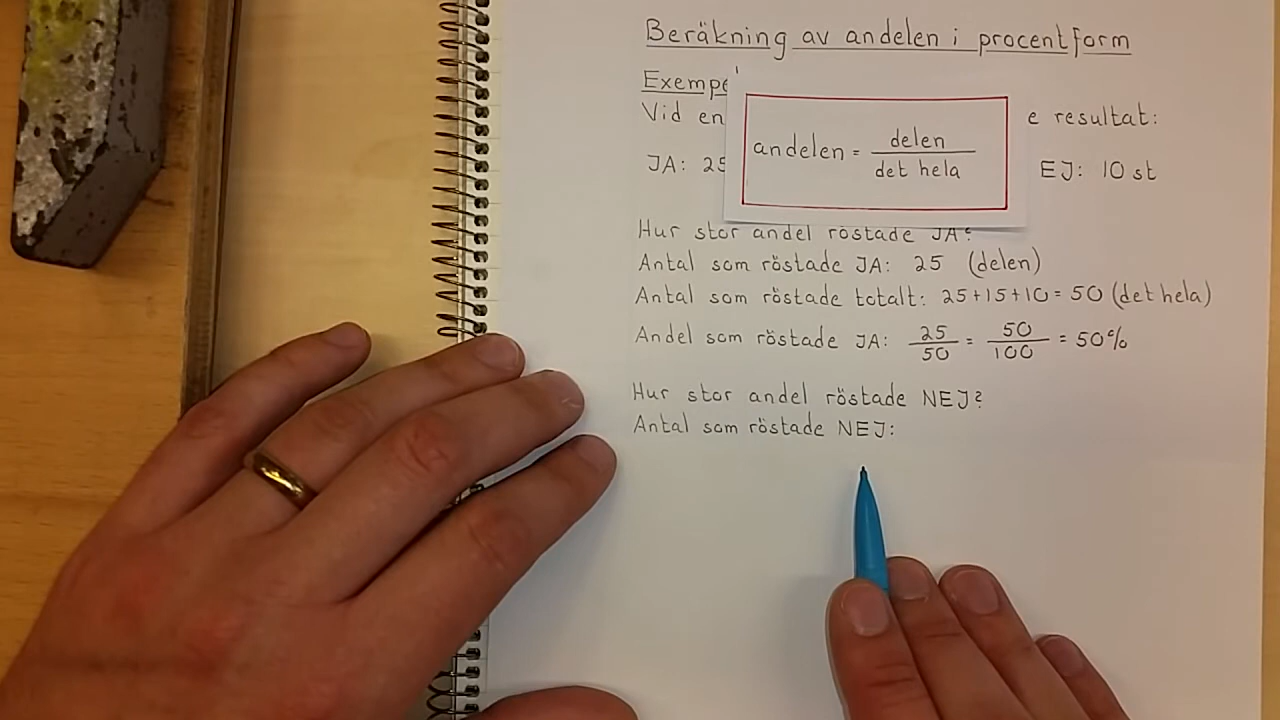 Beräkning av andelen i procentform
Exempel
Vid en e resultat:
andelen = delen / det hela
JA: 25 EJ: 10 st
Hur stor andel röstade JA?
Antal som röstade JA: 25 (delen)
Antal som röstade totalt: 25+15+10 = 50 (det hela)
Andel som röstade JA: 25/50 = 50/100 = 50%
Hur stor andel röstade NEJ?
Antal som röstade NEJ: